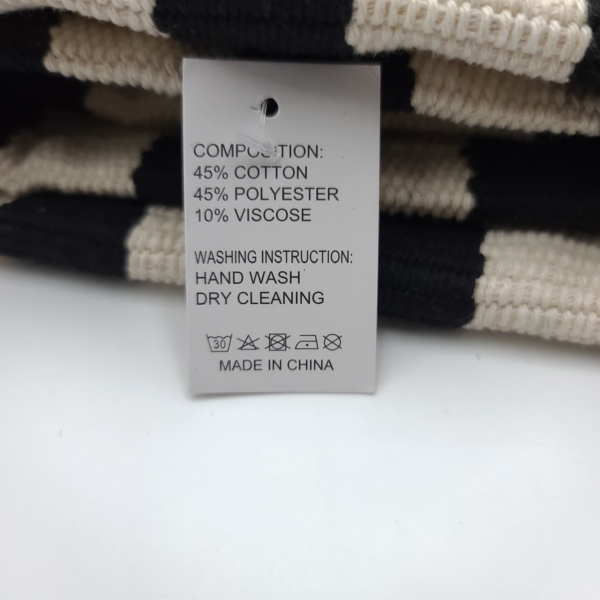 COMPOSITION:
45% COTTON
45% POLYESTER
10% VISCOSE
WASHING INSTRUCTION:
HAND WASH
DRY CLEANING
30
MADE IN CHINA